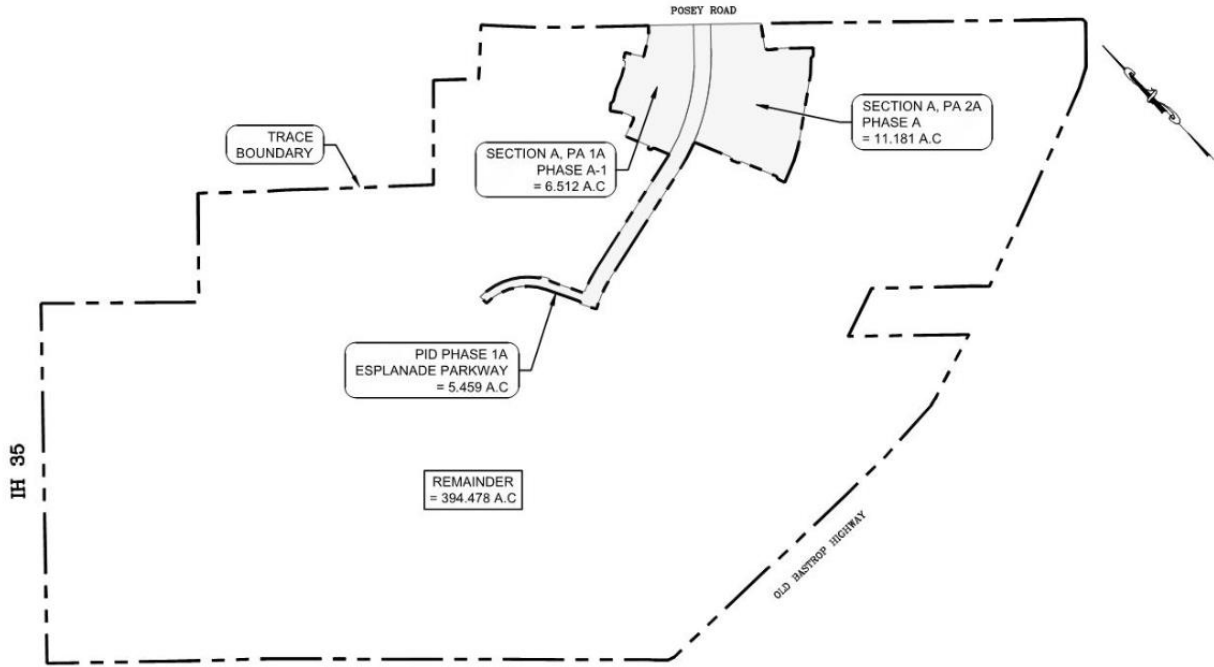 POSEY ROAD
TRACE
BOUNDARY
SECTION A, PA 1A
PHASE A-1
= 6.512 A.C
SECTION A, PA 2A
PHASE A
= 11.181 A.C
PID PHASE 1A
ESPLANADE PARKWAY
= 5.459 A.C
IH 35
REMAINDER
= 394.478 A.C
OLD BASTROP HIGHWAY